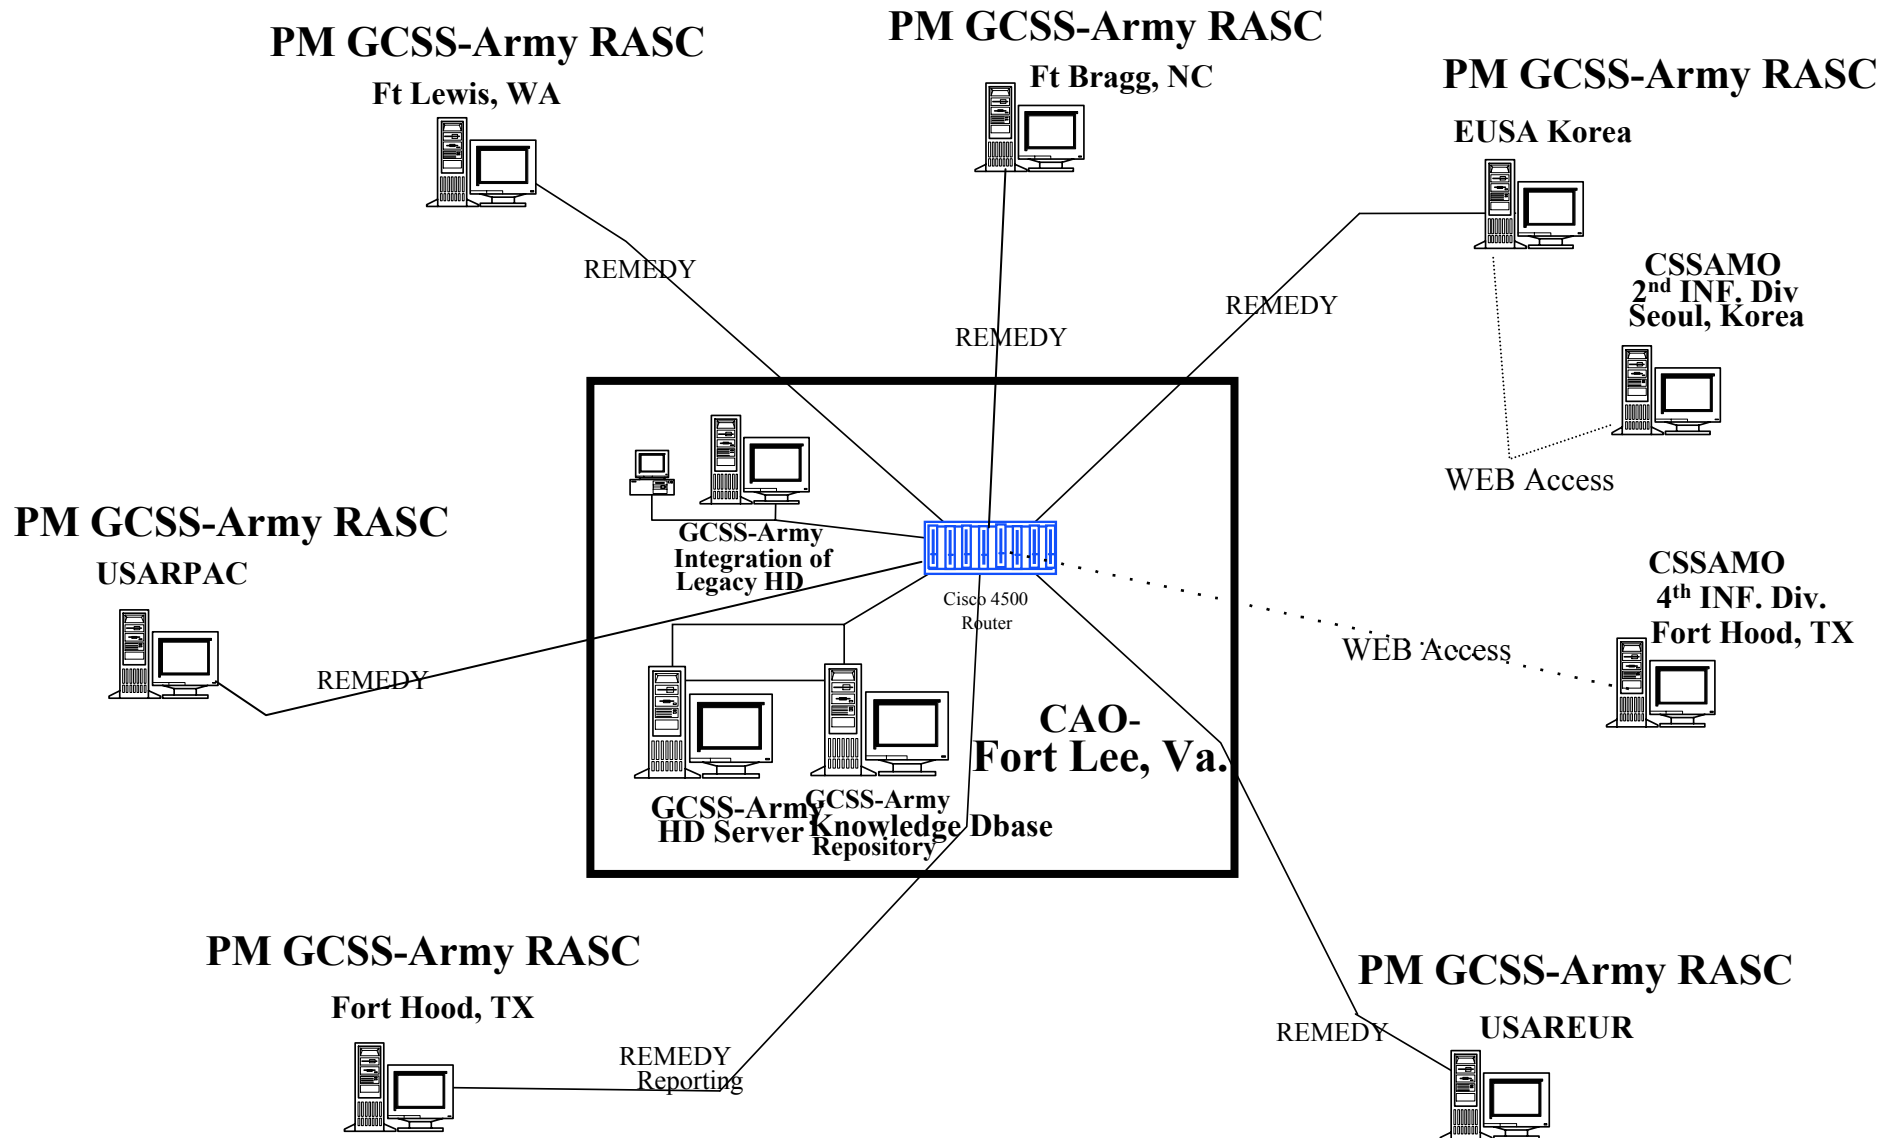 PM GCSS-Army RASC
Ft Lewis, WA
PM GCSS-Army RASC
Ft Bragg, NC
PM GCSS-Army RASC
EUSA Korea
REMEDY
REMEDY
REMEDY
CSSAMO
2nd INF. Div
Seoul, Korea
WEB Access
PM GCSS-Army RASC
USARPAC
REMEDY
GCSS-Army
Integration of
Legacy HD
Cisco 4500
Router
CSSAMO
4th INF. Div.
Fort Hood, TX
WEB Access
CAO-
Fort Lee, Va.
GCSS-Army
HD Server
GCSS-Army
Knowledge Dbase
Repository
PM GCSS-Army RASC
Fort Hood, TX
REMEDY
Reporting
PM GCSS-Army RASC
USAREUR
REMEDY